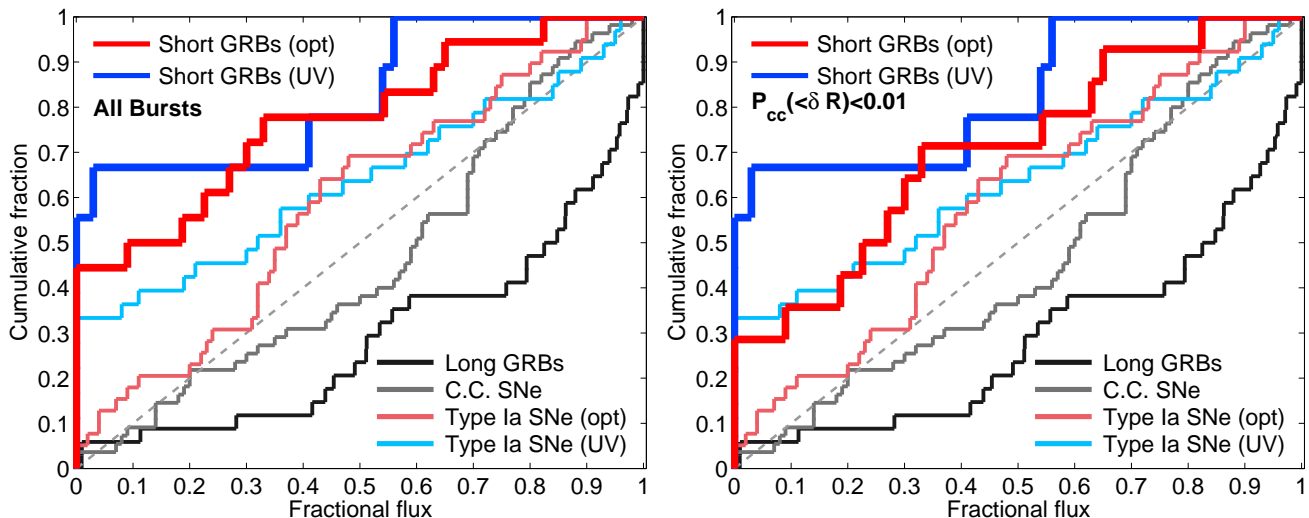 1
0.9
0.8
0.7
0.6
0.5
0.4
0.3
0.2
0.1
0
Cumulative fraction
Short GRBs (opt)
Short GRBs (UV)
All Bursts
Long GRBs
C.C. SNe
Type Ia SNe (opt)
Type Ia SNe (UV)
0 0.1 0.2 0.3 0.4 0.5 0.6 0.7 0.8 0.9 1
Fractional flux
1
0.9
0.8
0.7
0.6
0.5
0.4
0.3
0.2
0.1
0
Cumulative fraction
Short GRBs (opt)
Short GRBs (UV)
P_cc(<δ R)<0.01
Long GRBs
C.C. SNe
Type Ia SNe (opt)
Type Ia SNe (UV)
0 0.1 0.2 0.3 0.4 0.5 0.6 0.7 0.8 0.9 1
Fractional flux